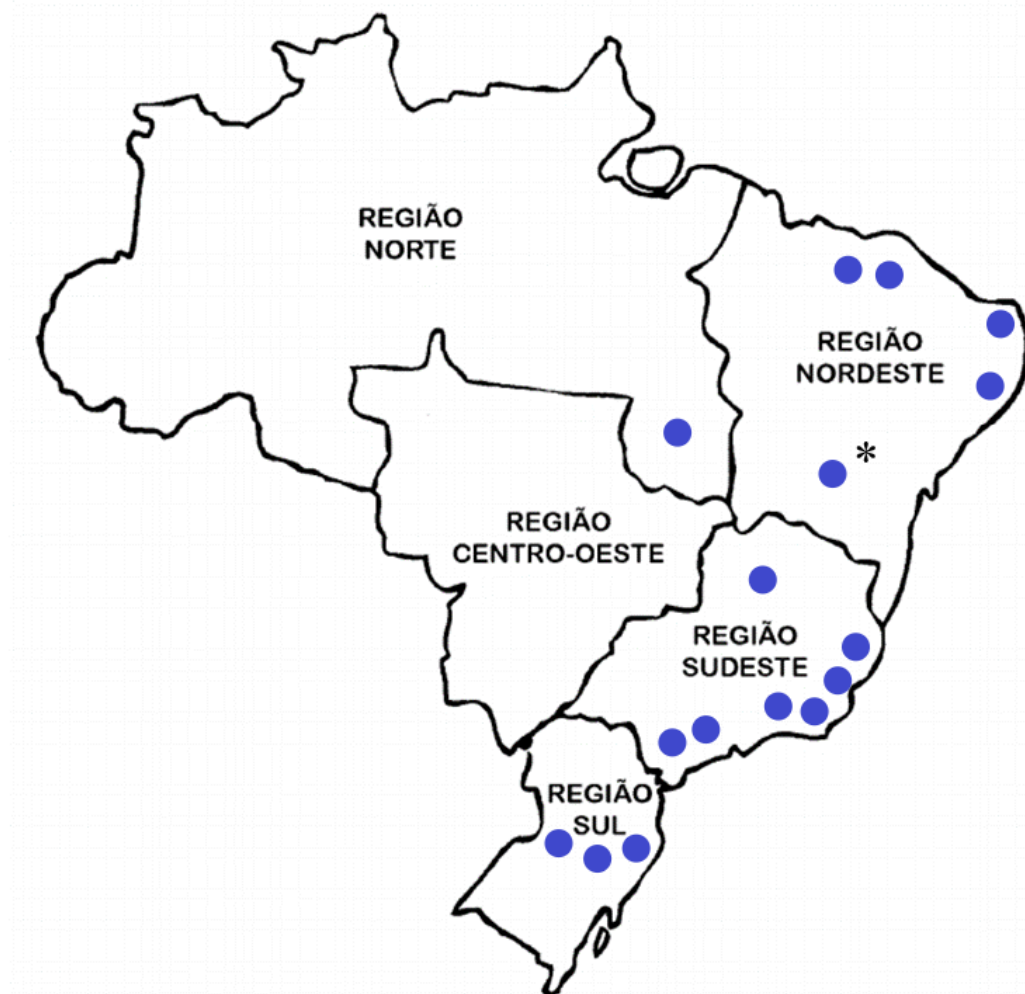 REGIÃO
NORTE
REGIÃO
NORDESTE
*
REGIÃO
CENTRO-OESTE
REGIÃO
SUDESTE
REGIÃO
SUL